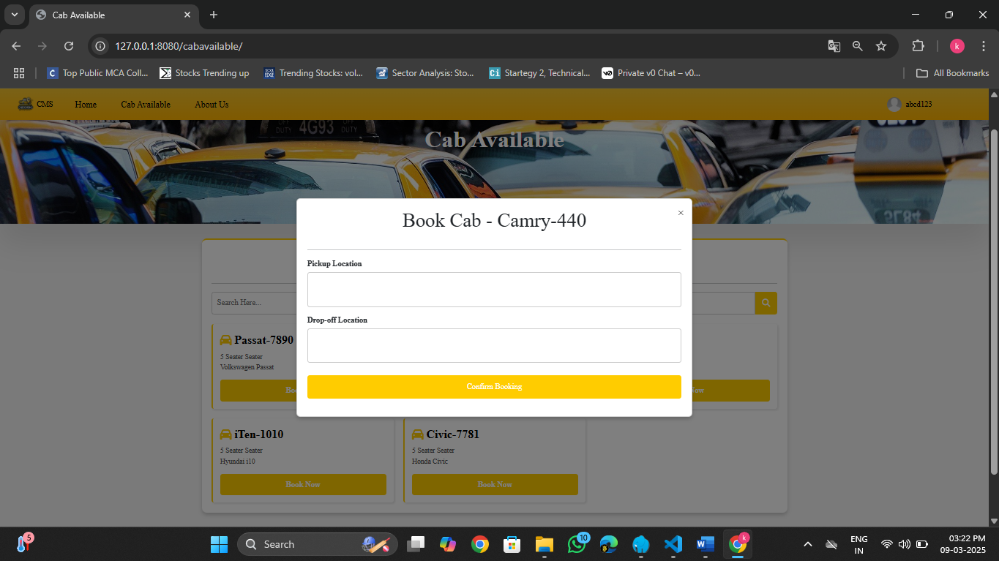 Cab Available
127.0.0.1:8080/cabavailable/
k
Top Public MCA Coll...
Stocks Trending up
Trending Stocks: vol...
Sector Analysis: Sto...
Startegy 2, Technical...
Private v0 Chat – v0...
All Bookmarks
CMS
Home
Cab Available
About Us
abcd123
DUTY 4G93 DUTY
Cab Available
5L84
Book Cab - Camry-440
×
Pickup Location
Drop-off Location
Confirm Booking
Search Here...
Passat-7890
5 Seater Seater
Volkswagen Passat
iTen-1010
5 Seater Seater
Hyundai i10
Book Now
Civic-7781
5 Seater Seater
Honda Civic
Book Now
5
Search
10
k
ENG
IN
03:22 PM
09-03-2025